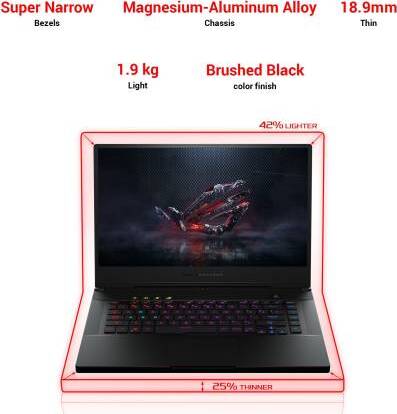 Super Narrow Magnesium-Aluminum Alloy 18.9mm
Bezels Chassis Thin
1.9 kg Brushed Black
Light color finish
42% LIGHTER
25% THINNER